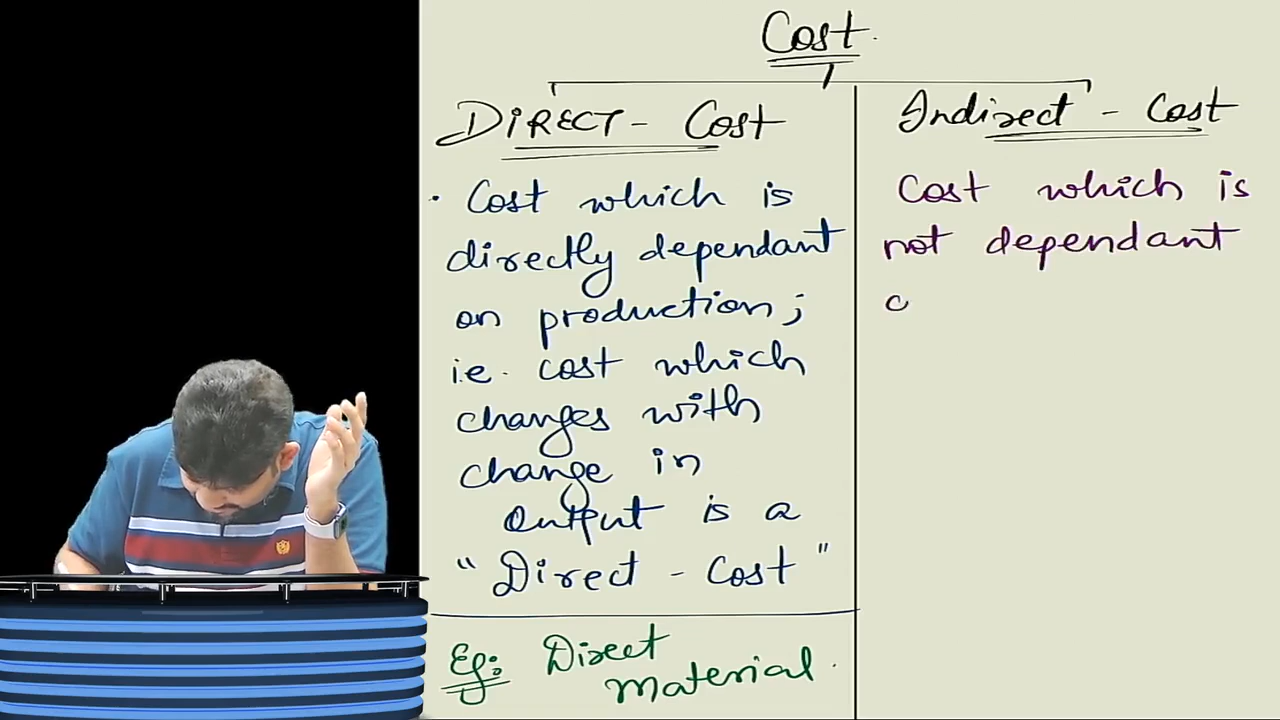 Cost.
DIRECT - Cost
• Cost which is
directly dependant
on production;
i.e. cost which
changes with
change in
Output is a
"Direct - Cost"
Eg: Direct
material.
Indirect - Cost
Cost which is
not dependant
o